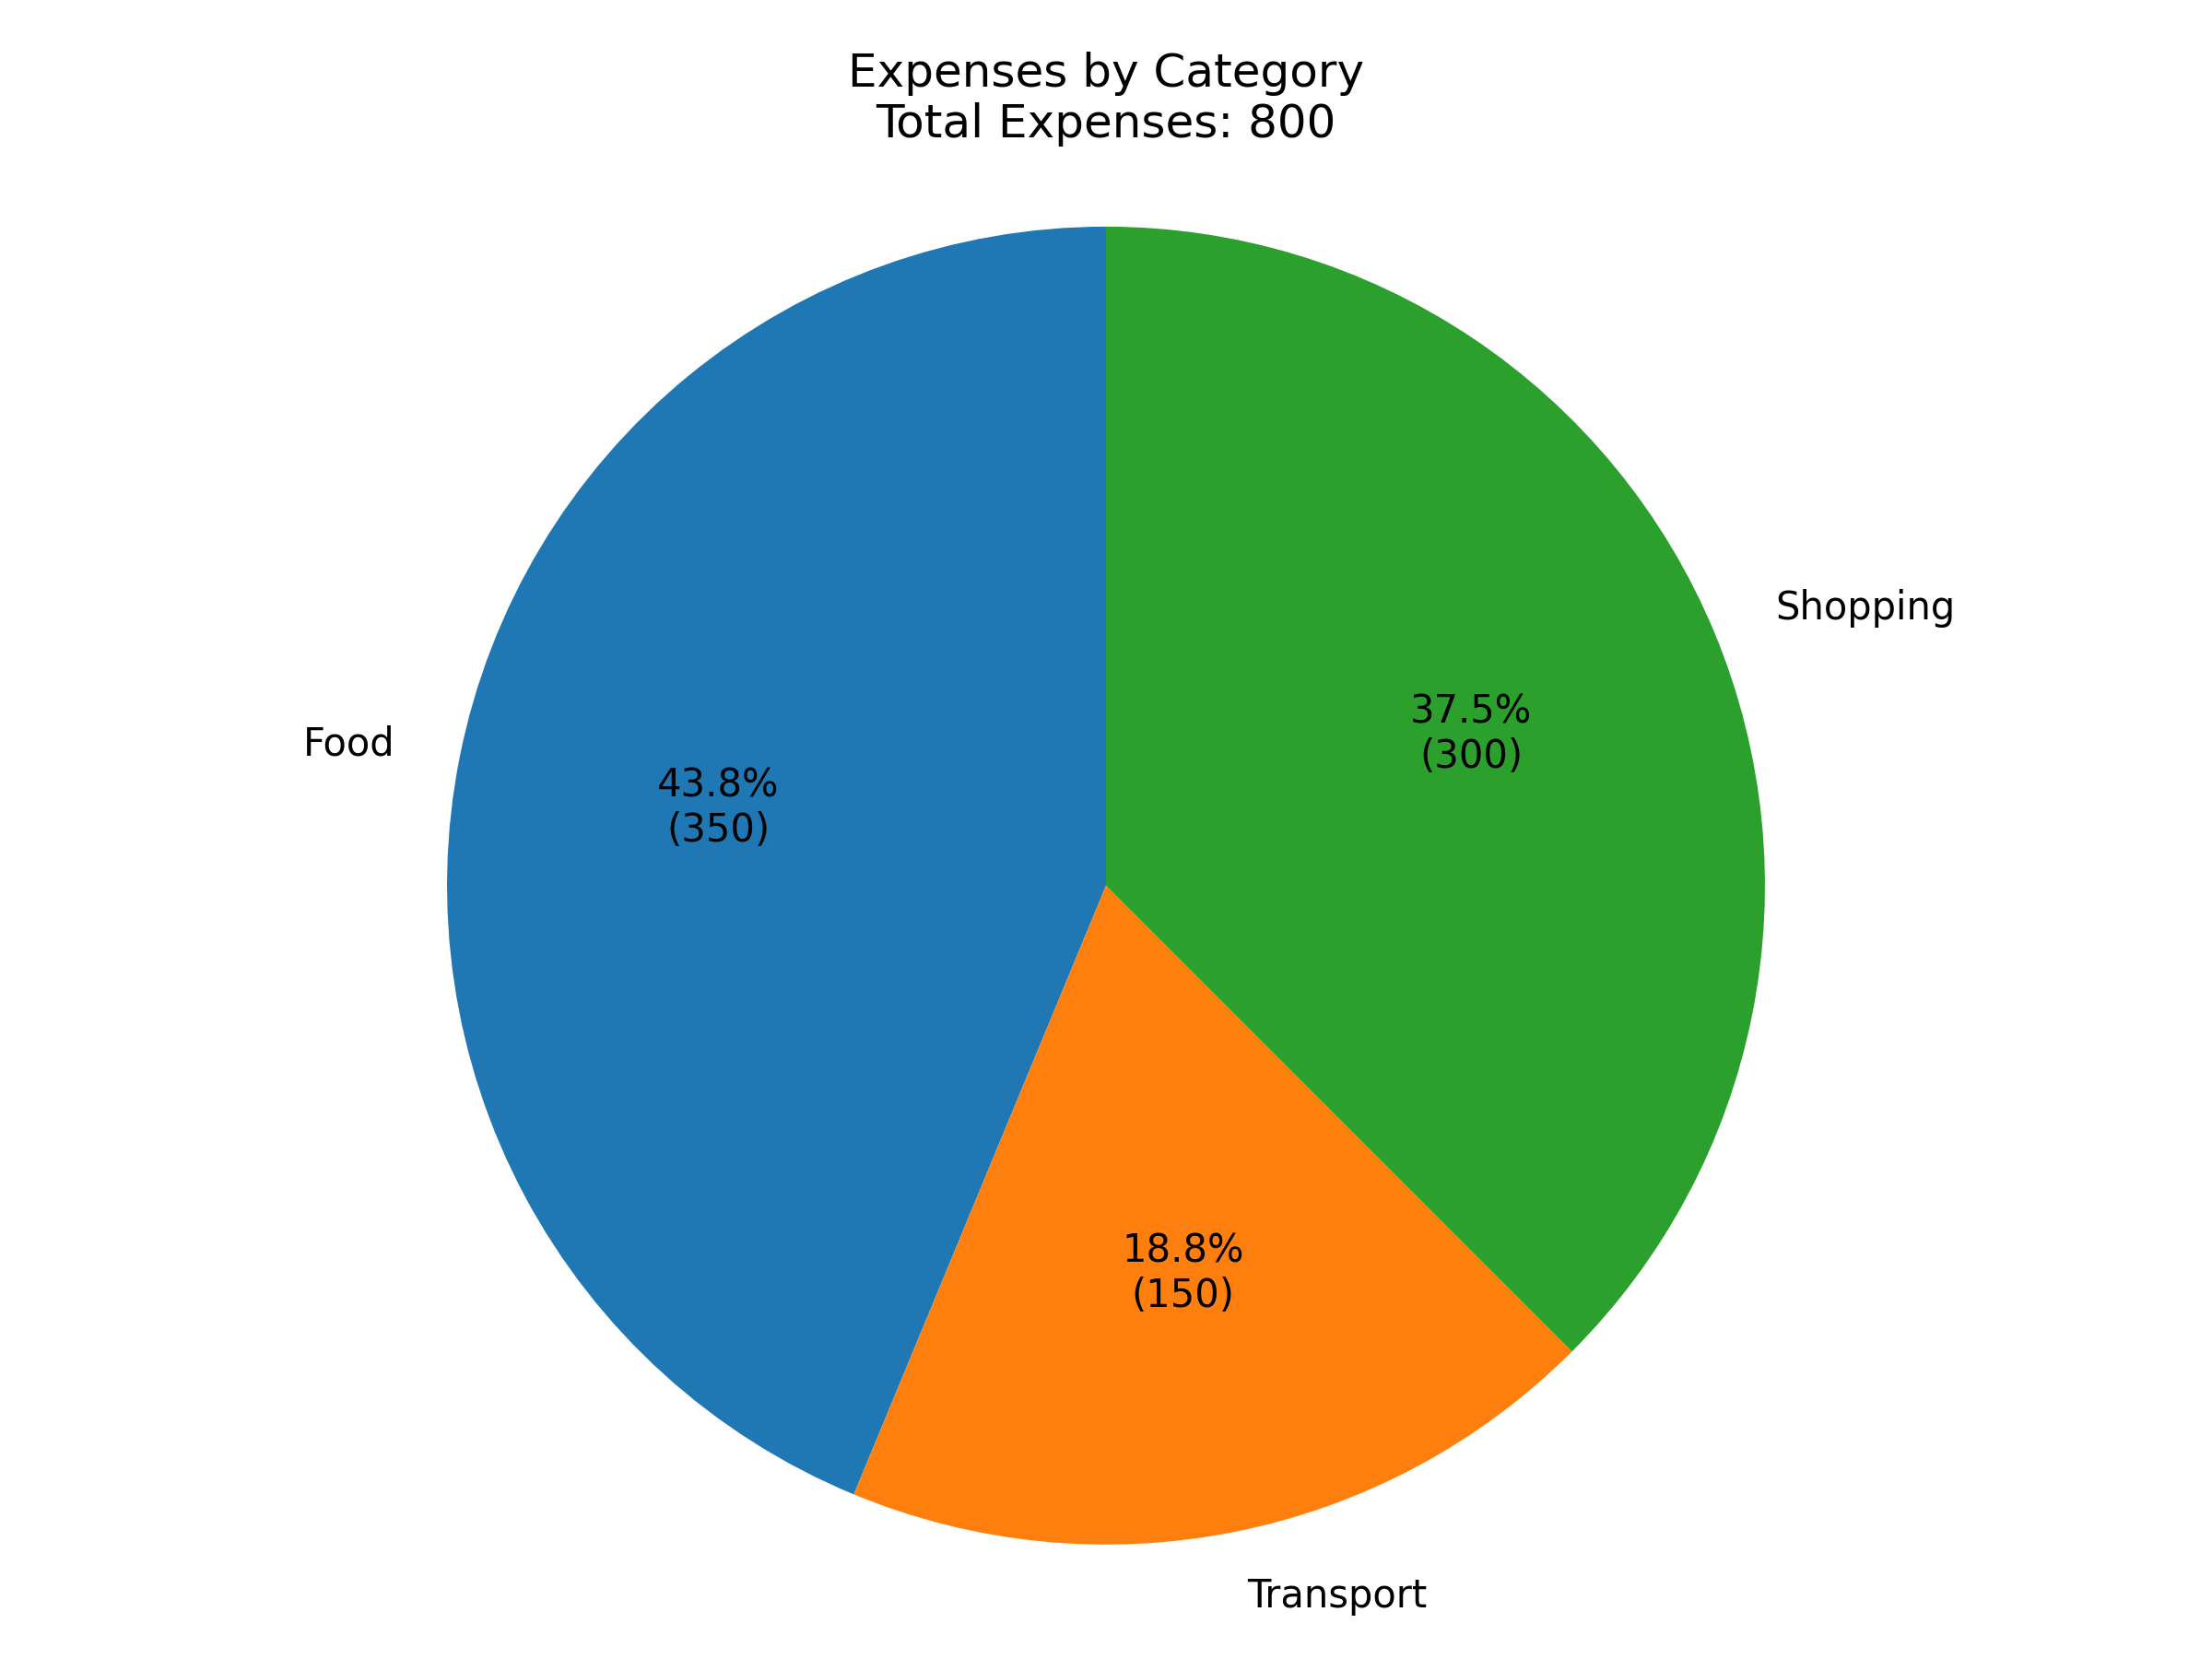 Expenses by Category
Total Expenses: 800
Shopping
37.5%
(300)
Food
43.8%
(350)
18.8%
(150)
Transport